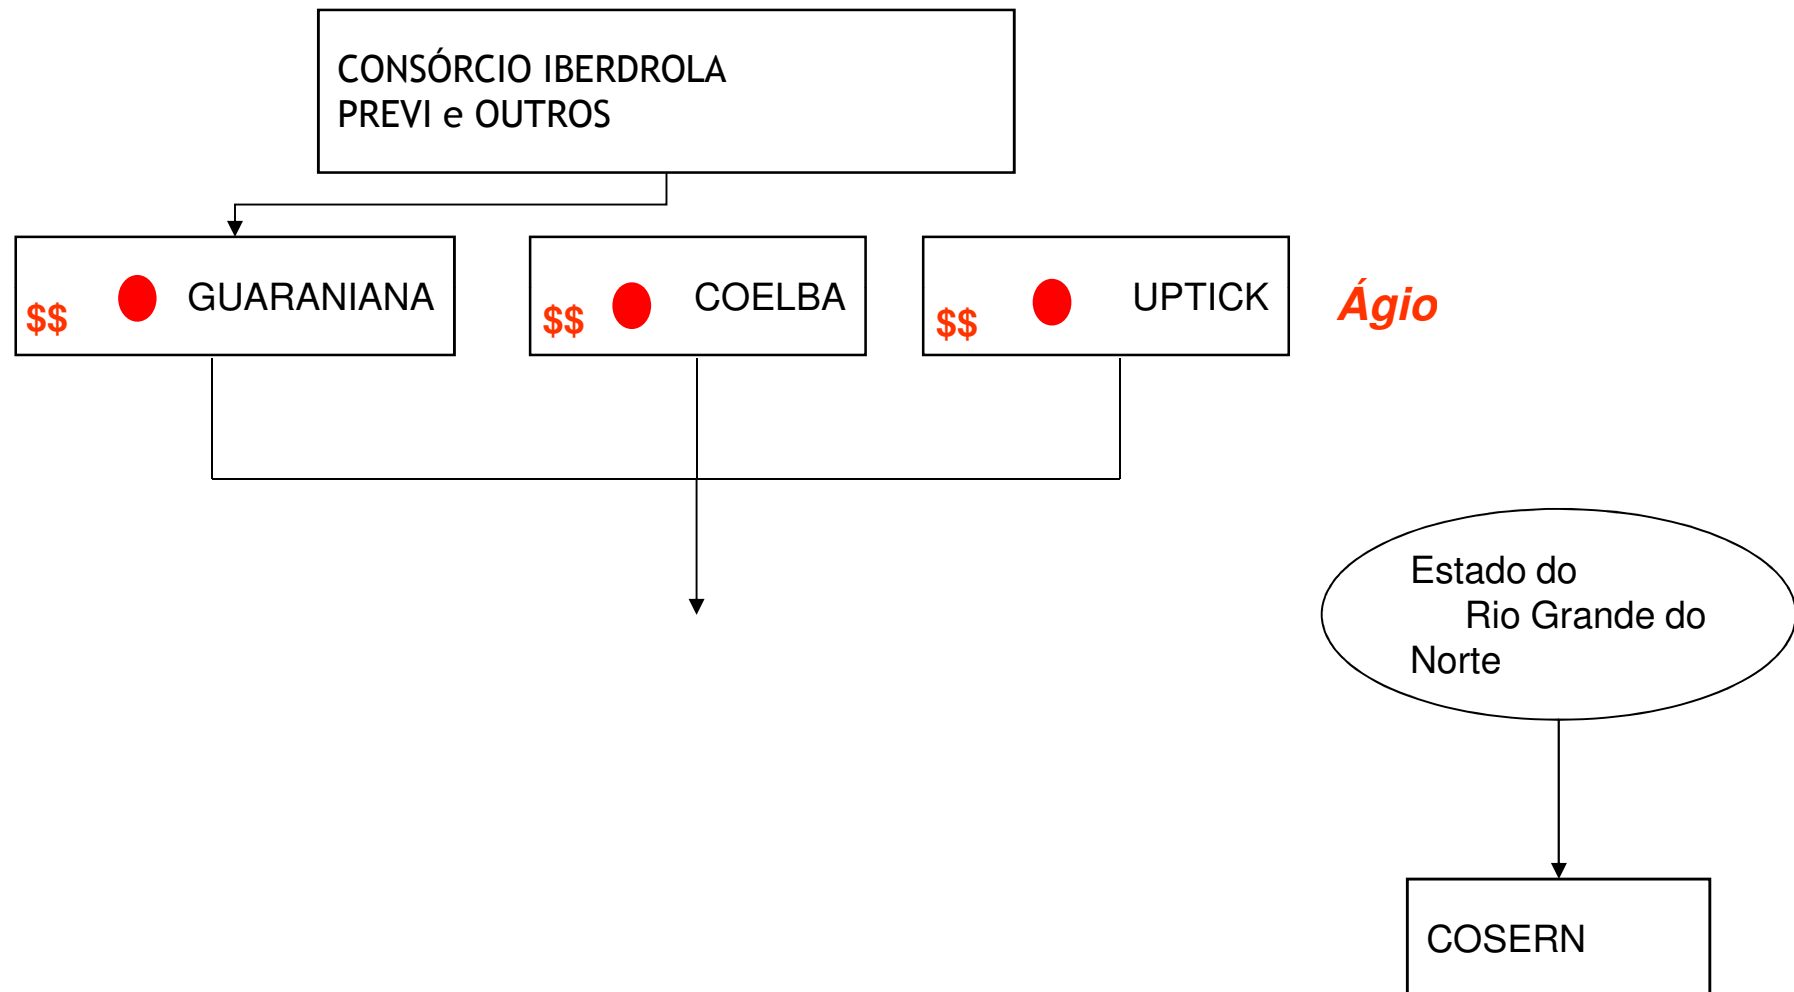 CONSÓRCIO IBERDROLA
PREVI e OUTROS
$$ GUARANIANA
$$ COELBA
$$ UPTICK
Ágio
Estado do
Rio Grande do
Norte
COSERN